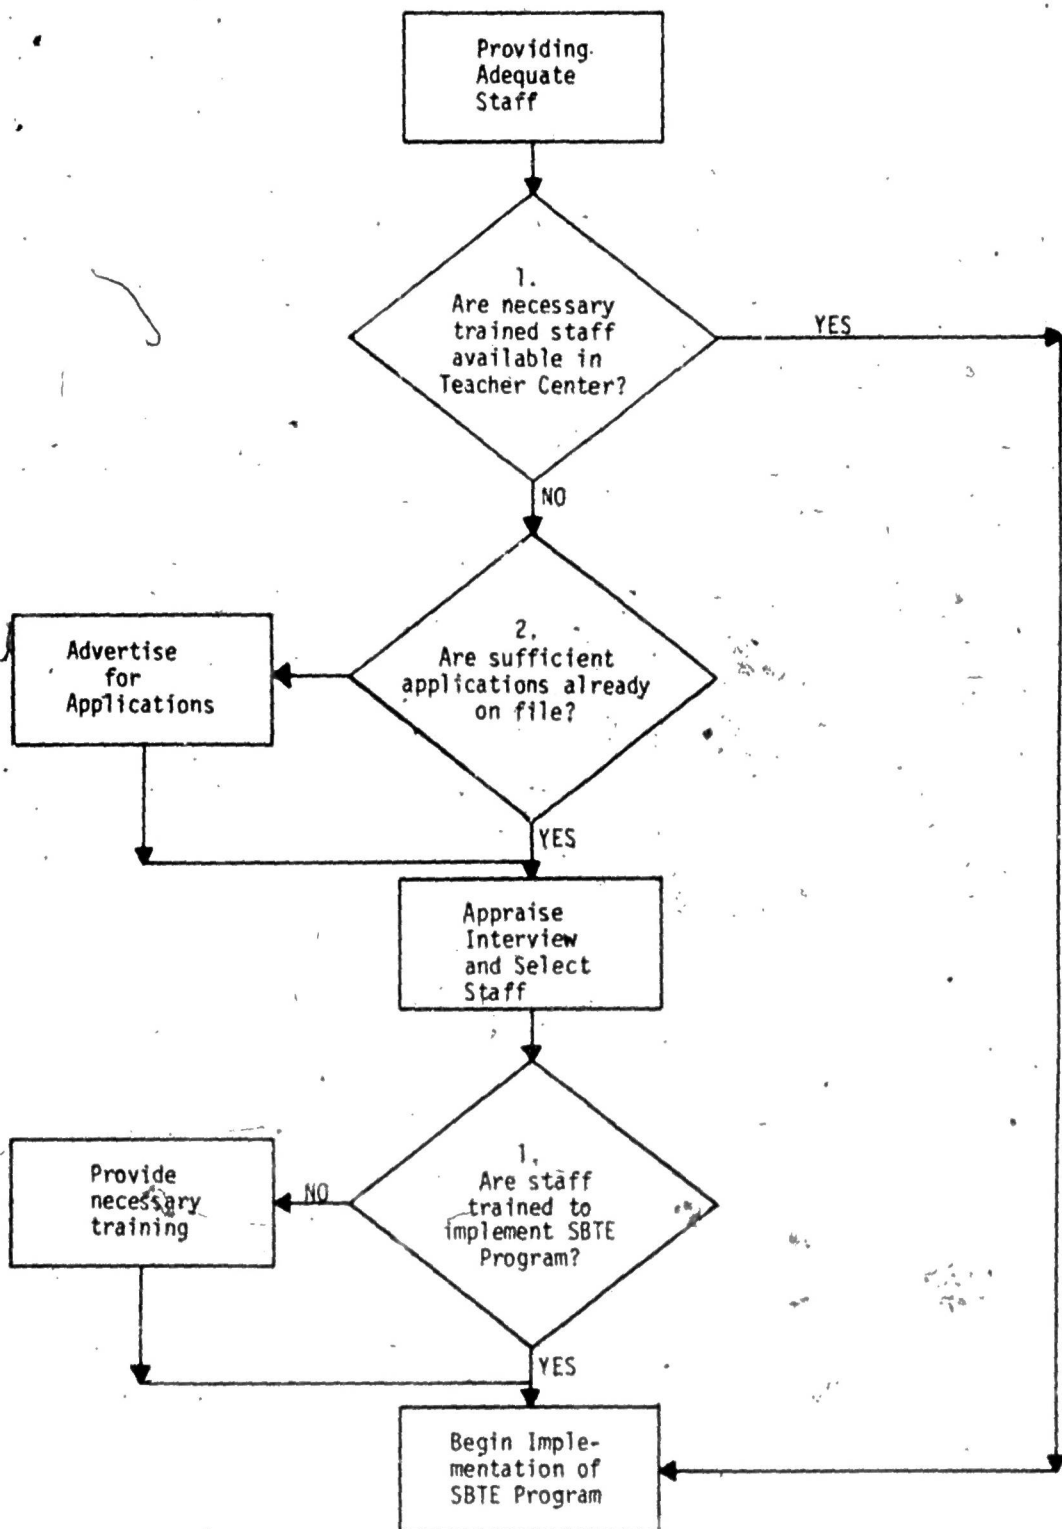 Providing
Adequate
Staff
1.
Are necessary
trained staff
available in
Teacher Center?
YES
NO
2.
Are sufficient
applications already
on file?
Advertise
for
Applications
YES
Appraise
Interview
and Select
Staff
1.
Are staff
trained to
implement SBTE
Program?
NO
Provide
necessary
training
YES
Begin Imple-
mentation of
SBTE Program